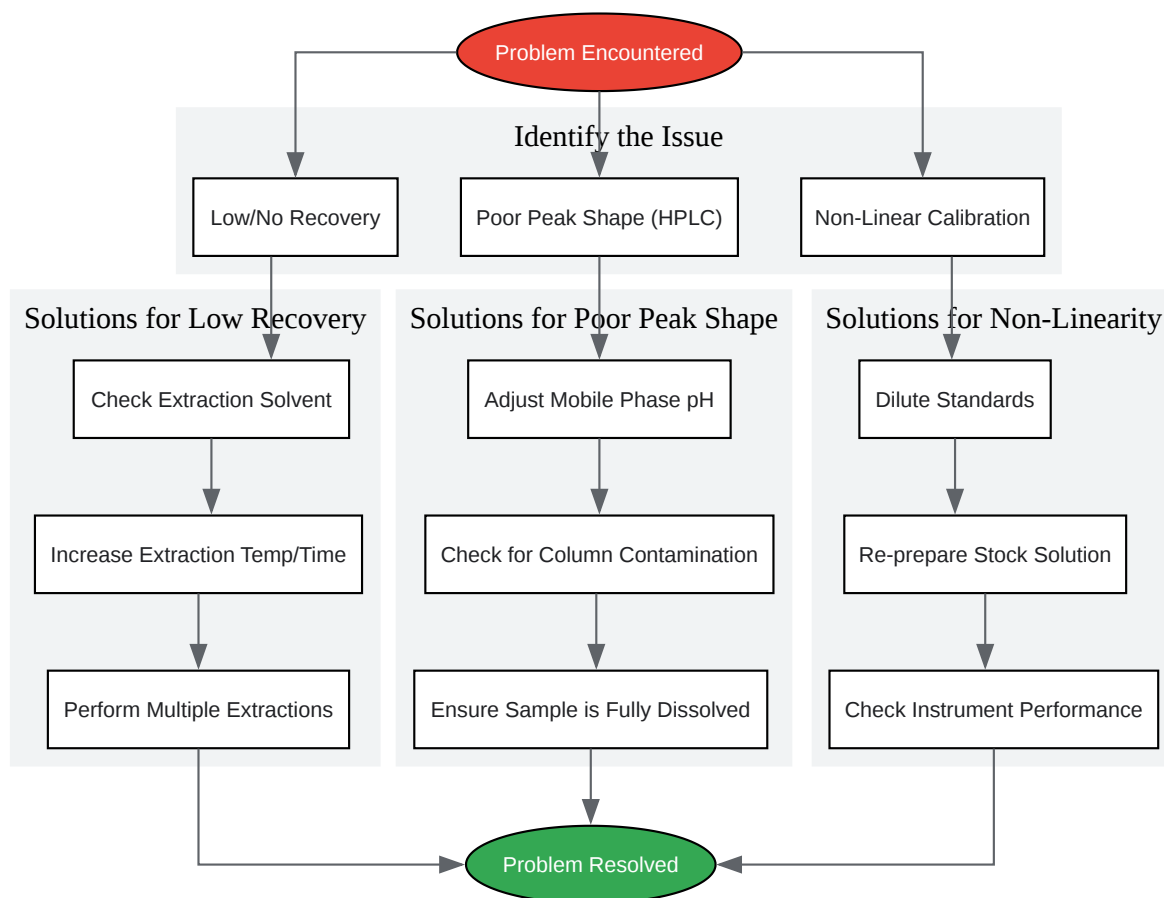 Problem Encountered
Identify the Issue
Low/No Recovery
Poor Peak Shape (HPLC)
Non-Linear Calibration
Solutions for Low Recovery
Solutions for Poor Peak Shape
Solutions for Non-Linearity
Check Extraction Solvent
Adjust Mobile Phase pH
Dilute Standards
Increase Extraction Temp/Time
Check for Column Contamination
Re-prepare Stock Solution
Perform Multiple Extractions
Ensure Sample is Fully Dissolved
Check Instrument Performance
Problem Resolved